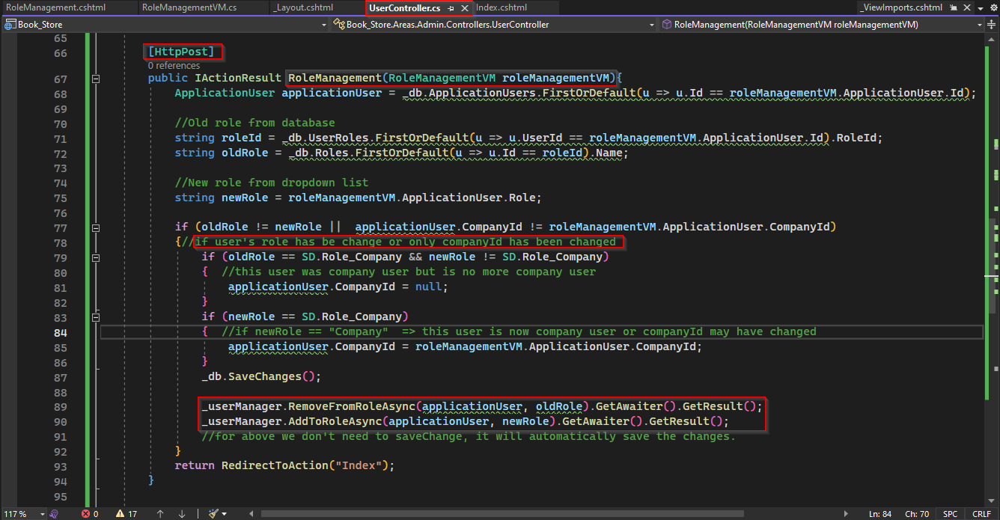 RoleManagement.cshtml RoleManagementVM.cs _Layout.cshtml UserController.cs Index.cshtml _ViewImports.cshtml
Book_Store Book_Store.Areas.Admin.Controllers.UserController RoleManagement(RoleManagementVM roleManagementVM)
65
66 [HttpPost]
0 references
67 public IActionResult RoleManagement(RoleManagementVM roleManagementVM){
68 ApplicationUser applicationUser = _db.ApplicationUsers.FirstOrDefault(u => u.Id == roleManagementVM.ApplicationUser.Id);
69
70 //Old role from database
71 string roleId = _db.UserRoles.FirstOrDefault(u => u.UserId == roleManagementVM.ApplicationUser.Id).RoleId;
72 string oldRole = _db.Roles.FirstOrDefault(u => u.Id == roleId).Name;
73
74 //New role from dropdown list
75 string newRole = roleManagementVM.ApplicationUser.Role;
76
77 if (oldRole != newRole || applicationUser.CompanyId != roleManagementVM.ApplicationUser.CompanyId)
78 {//if user's role has be change or only companyId has been changed
79 if (oldRole == SD.Role_Company && newRole != SD.Role_Company)
80 { //this user was company user but is no more company user
81 applicationUser.CompanyId = null;
82 }
83 if (newRole == SD.Role_Company)
84 { //if newRole == "Company" => this user is now company user or companyId may have changed
85 applicationUser.CompanyId = roleManagementVM.ApplicationUser.CompanyId;
86 }
87 _db.SaveChanges();
88
89 _userManager.RemoveFromRoleAsync(applicationUser, oldRole).GetAwaiter().GetResult();
90 _userManager.AddToRoleAsync(applicationUser, newRole).GetAwaiter().GetResult();
91 //for above we don't need to saveChange, it will automatically save the changes.
92 }
93 return RedirectToAction("Index");
94 }
95
117 % 0 17 Ln: 84 Ch: 70 SPC CRLF